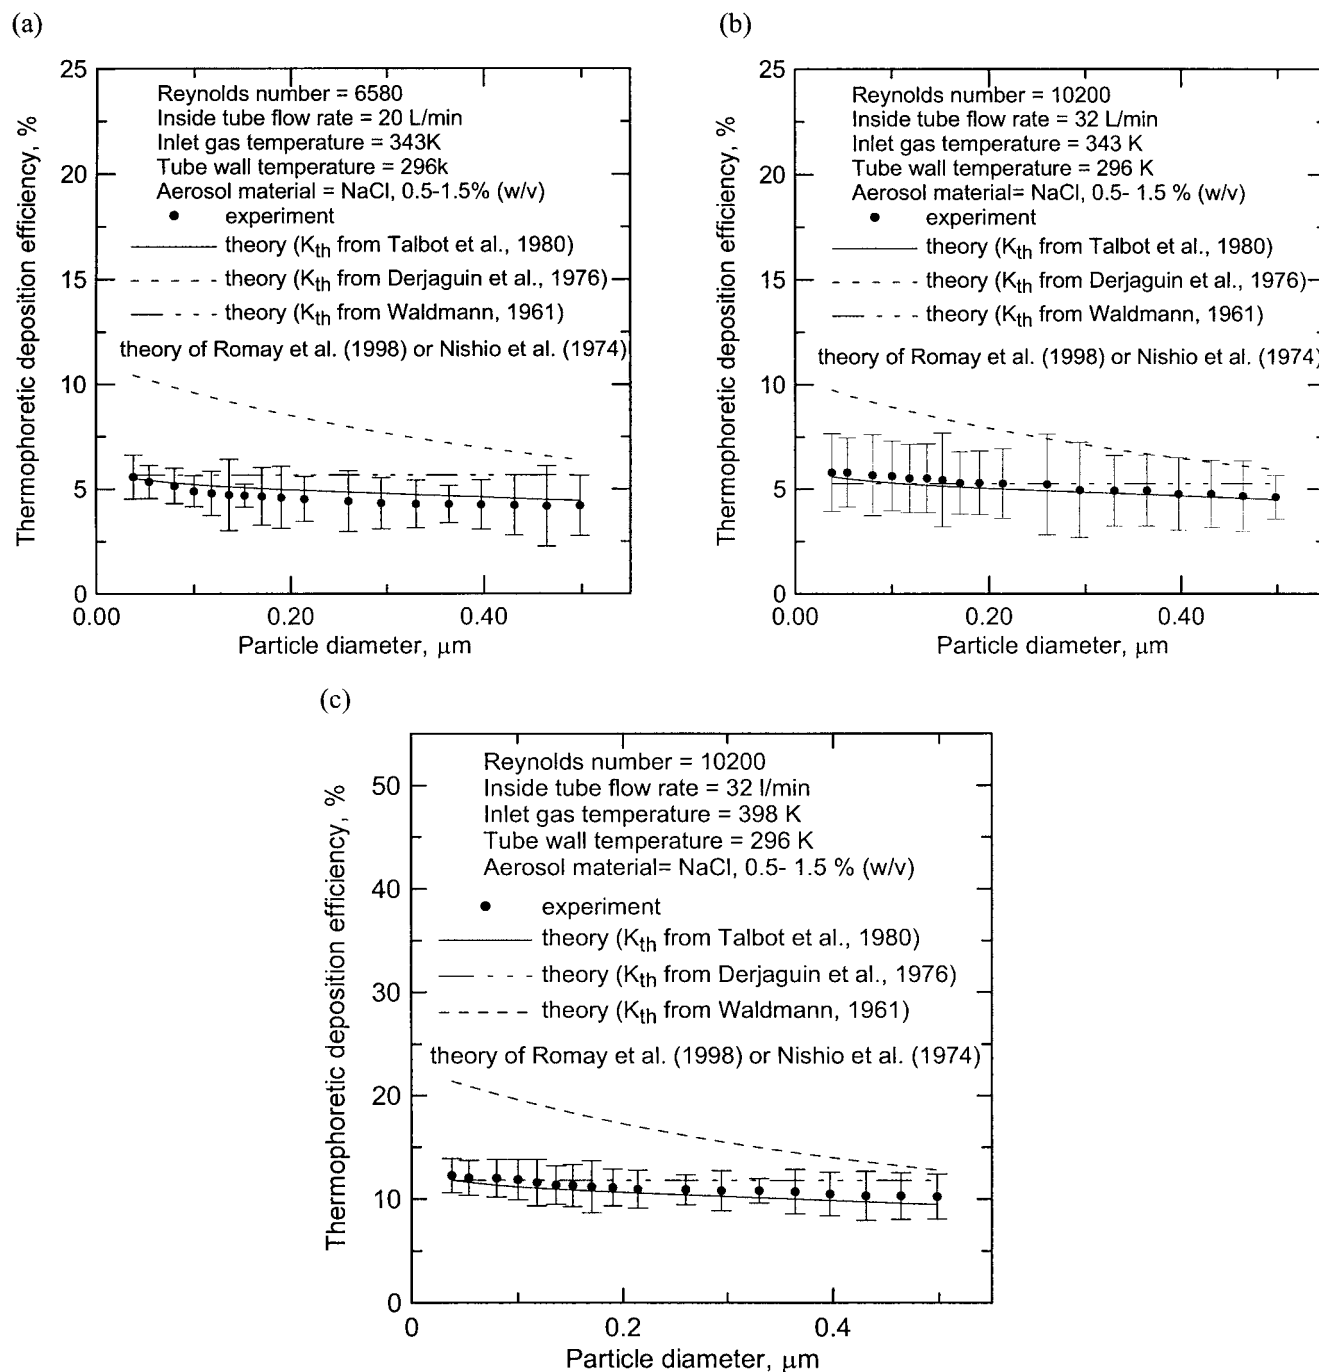 (a)
25
20
15
10
5
0
Thermophoretic deposition efficiency, %
Reynolds number = 6580
Inside tube flow rate = 20 L/min
Inlet gas temperature = 343K
Tube wall temperature = 296k
Aerosol material = NaCl, 0.5-1.5% (w/v)
experiment
theory (Kth from Talbot et al., 1980)
theory (Kth from Derjaguin et al., 1976)
theory (Kth from Waldmann, 1961)
theory of Romay et al. (1998) or Nishio et al. (1974)
0.00 0.20 0.40
Particle diameter, μm
(b)
25
20
15
10
5
0
Thermophoretic deposition efficiency, %
Reynolds number = 10200
Inside tube flow rate = 32 L/min
Inlet gas temperature = 343 K
Tube wall temperature = 296 K
Aerosol material= NaCl, 0.5- 1.5 % (w/v)
experiment
theory (Kth from Talbot et al., 1980)
theory (Kth from Derjaguin et al., 1976)
theory (Kth from Waldmann, 1961)
theory of Romay et al. (1998) or Nishio et al. (1974)
0.00 0.20 0.40
Particle diameter, μm
(c)
50
40
30
20
10
0
Thermophoretic deposition efficiency, %
Reynolds number = 10200
Inside tube flow rate = 32 l/min
Inlet gas temperature = 398 K
Tube wall temperature = 296 K
Aerosol material= NaCl, 0.5- 1.5 % (w/v)
experiment
theory (Kth from Talbot et al., 1980)
theory (Kth from Derjaguin et al., 1976)
theory (Kth from Waldmann, 1961)
theory of Romay et al. (1998) or Nishio et al. (1974)
0 0.2 0.4
Particle diameter, μm